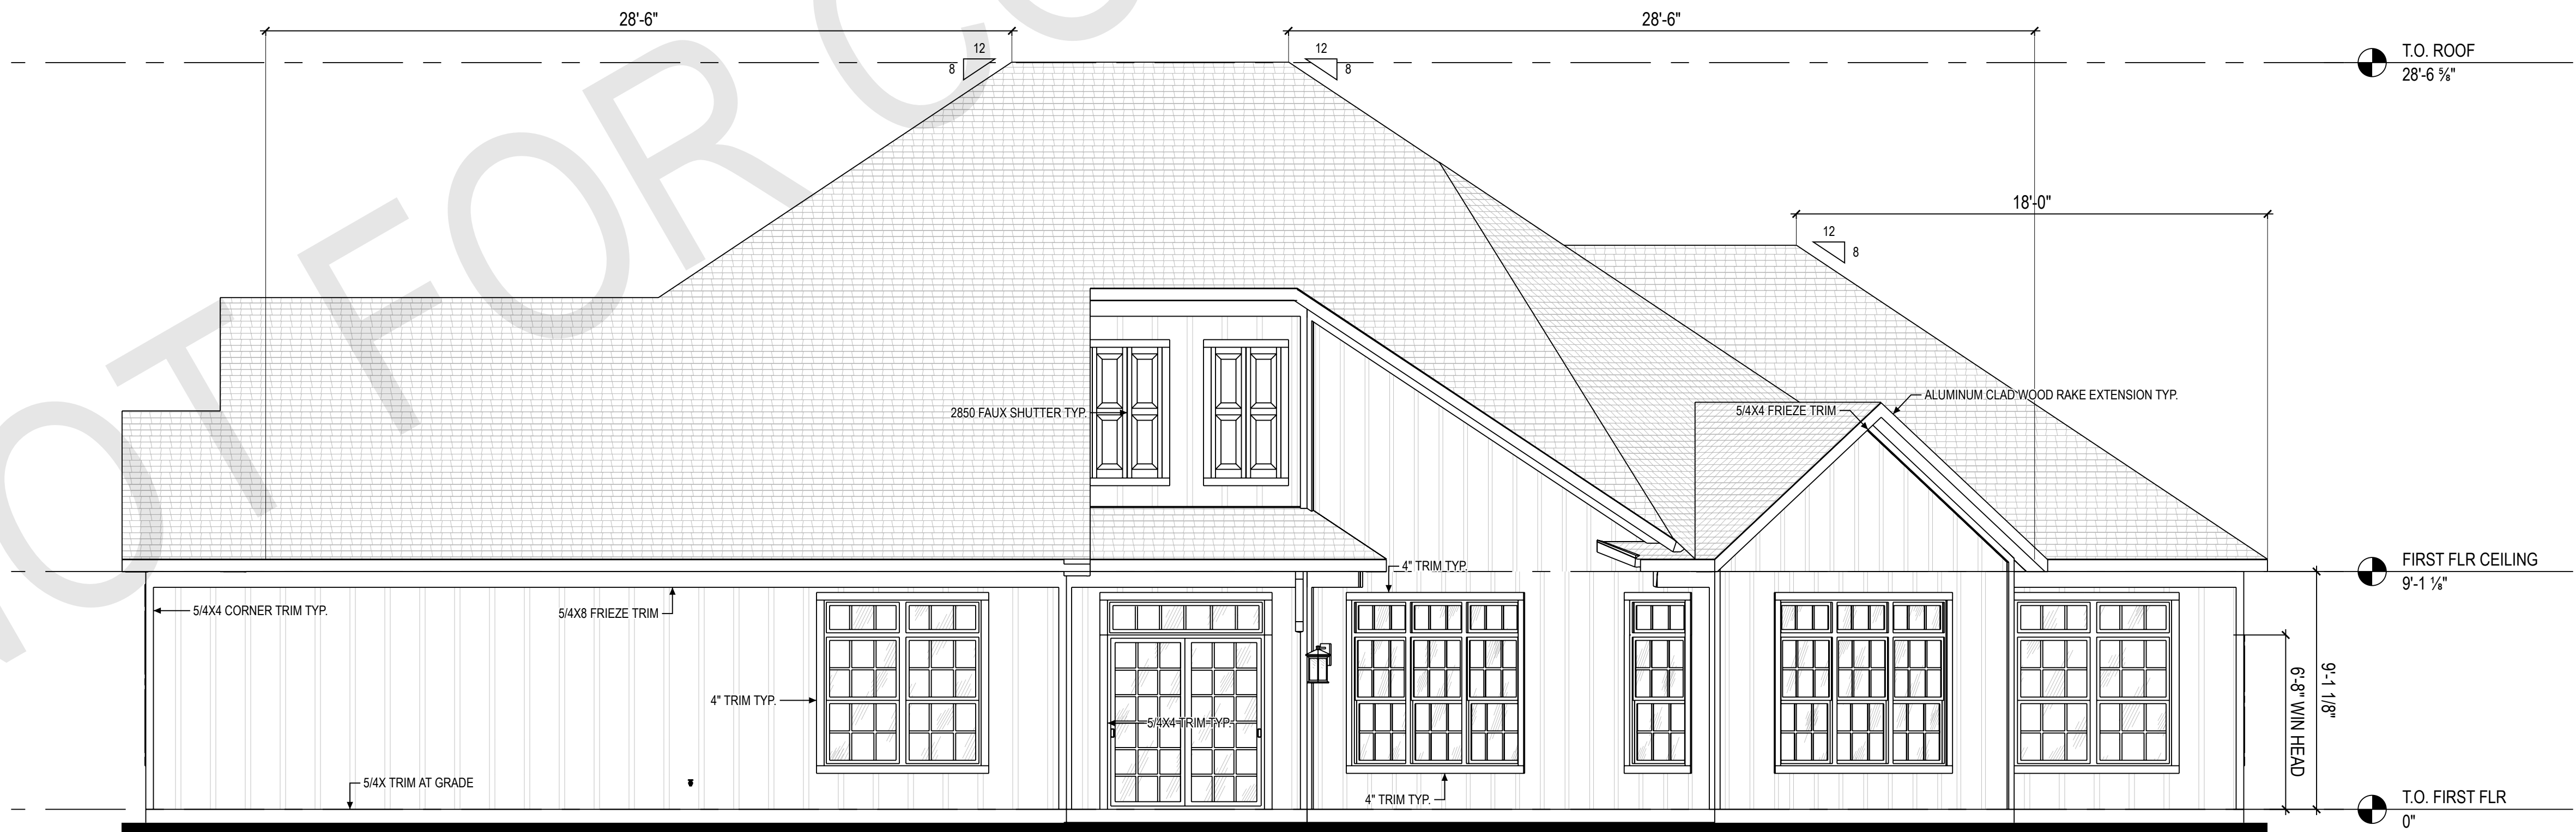 28'-6"
28'-6"
12
8
12
8
T.O. ROOF
28'-6 ⅝"
18'-0"
12
8
2850 FAUX SHUTTER TYP.
ALUMINUM CLAD WOOD RAKE EXTENSION TYP.
5/4X4 FRIEZE TRIM
FIRST FLR CEILING
9'-1 ⅛"
4" TRIM TYP.
5/4X4 CORNER TRIM TYP.
5/4X8 FRIEZE TRIM
4" TRIM TYP.
5/4X4 TRIM TYP.
6'-8" WIN HEAD
9'-1 1/8"
5/4X TRIM AT GRADE
4" TRIM TYP.
T.O. FIRST FLR
0"
OT FOR CO